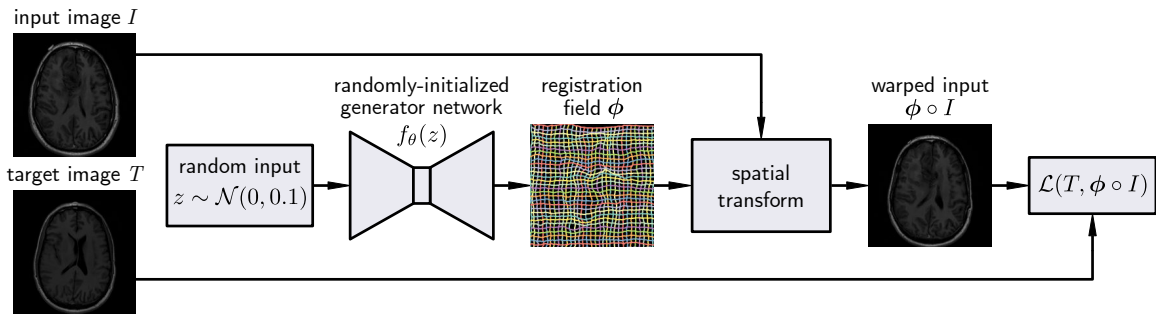 input image I
target image T
random input
z ∼ N(0, 0.1)
randomly-initialized
generator network
f_θ(z)
registration
field ϕ
spatial
transform
warped input
ϕ ∘ I
L(T, ϕ ∘ I)